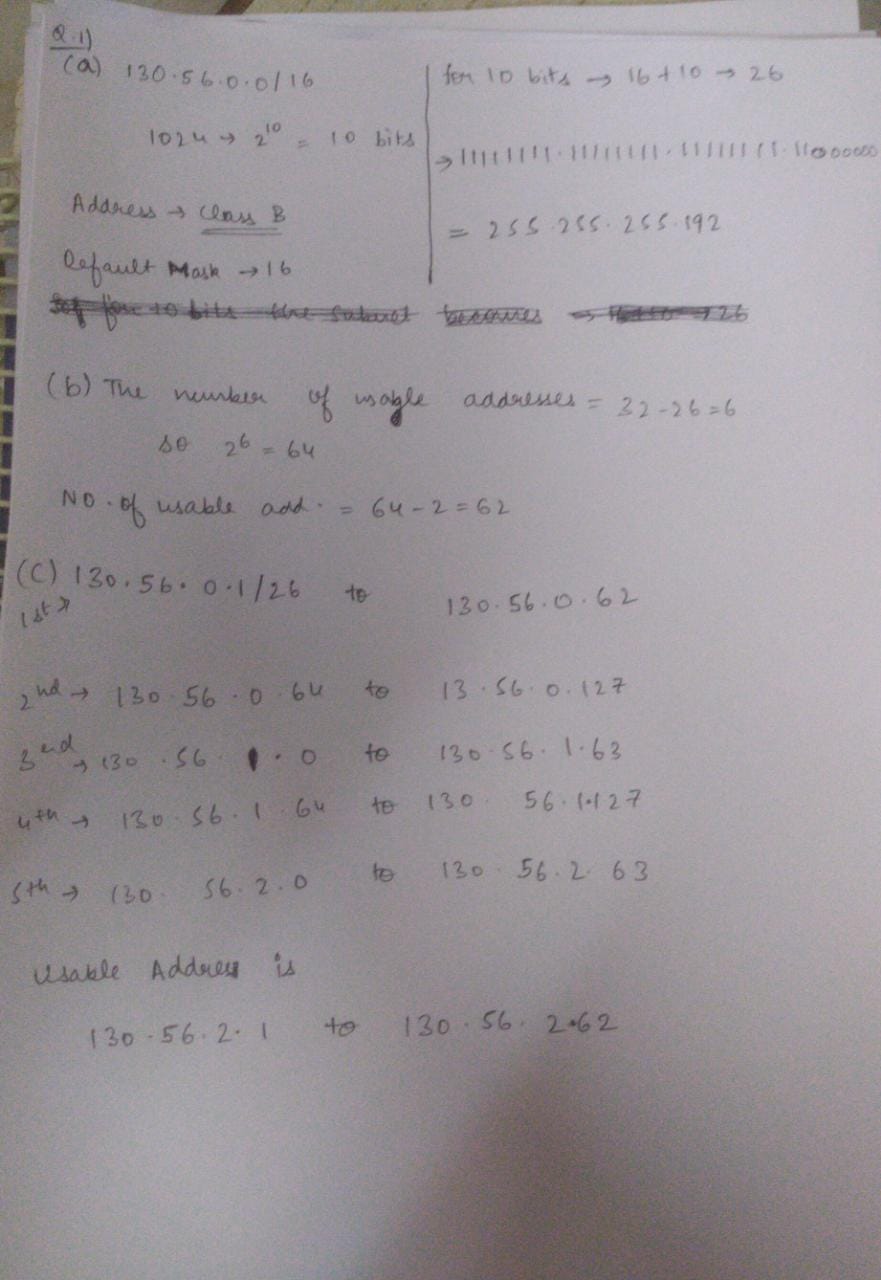 Q.1)
(a) 130.56.0.0/16
1024 → 2^10 = 10 bits
Address → Class B
Default Mask → 16
for 10 bits → 16 + 10 → 26
→ 11111111.11111111.11111111.11000000
= 255.255.255.192
for 10 bits the subnet becomes → 16+10 → 26
(b) The number of usagle addresses = 32-26=6
so 2^6 = 64
NO. of usable add. = 64-2=62
(C) 130.56.0.1/26 to 130.56.0.62
1st →
2nd → 130.56.0.64 to 13.56.0.127
3rd → 130.56.1.0 to 130.56.1.63
4th → 130.56.1.64 to 130.56.1.127
5th → 130.56.2.0 to 130.56.2.63
Usable Address is
130.56.2.1 to 130.56.2.62